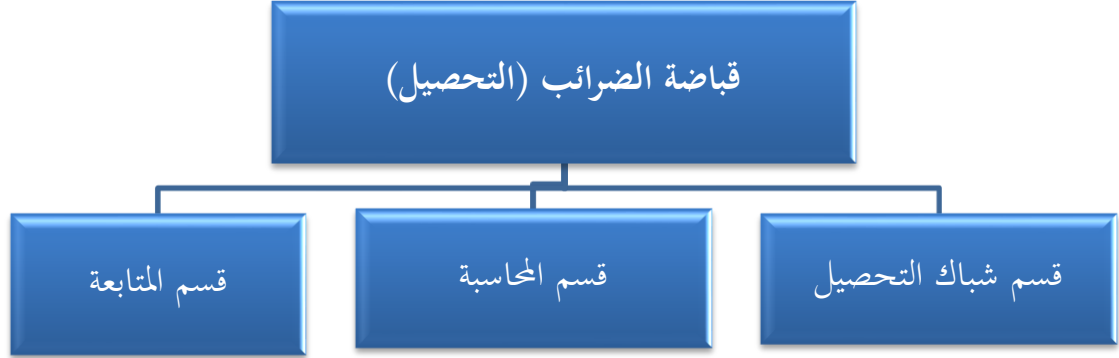 قباضة الضرائب (التحصيل)
قسم شباك التحصيل
قسم المحاسبة
قسم المتابعة